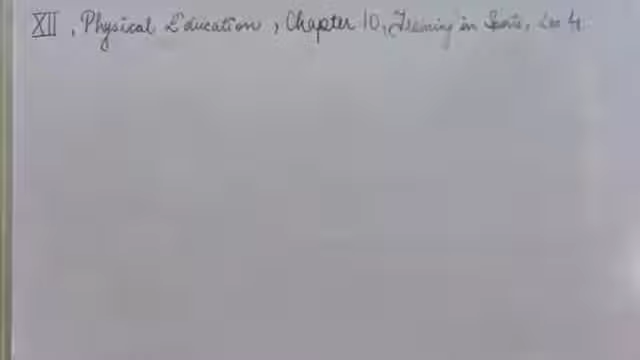 XII, Physical Education, Chapter 10, Training in Sports, Lec 4